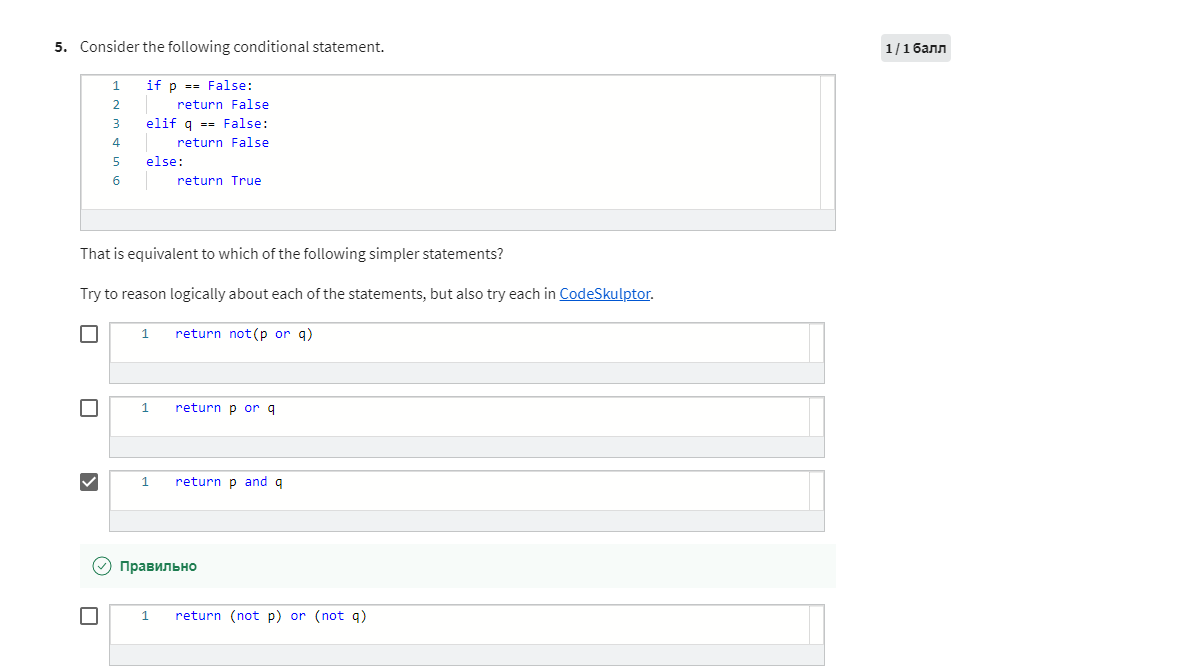 5. Consider the following conditional statement.
1 / 1 балл
1 if p == False:
2 return False
3 elif q == False:
4 return False
5 else:
6 return True
That is equivalent to which of the following simpler statements?
Try to reason logically about each of the statements, but also try each in CodeSkulptor.
1 return not(p or q)
1 return p or q
1 return p and q
Правильно
1 return (not p) or (not q)